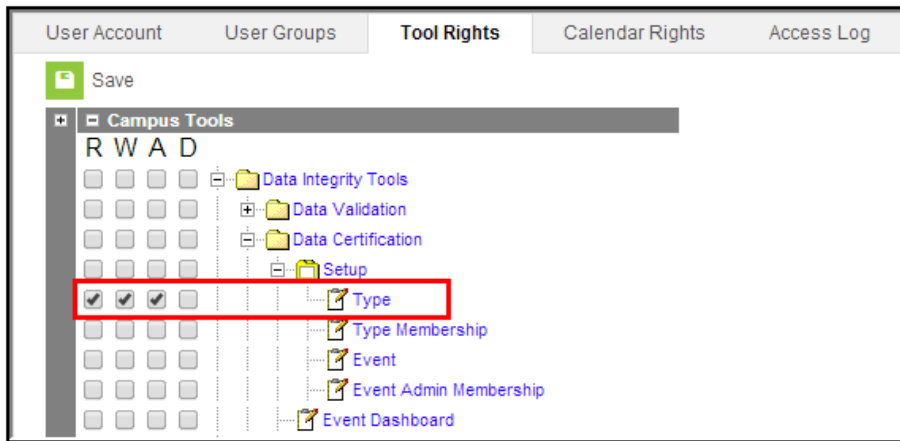 User Account User Groups Tool Rights Calendar Rights Access Log
Save
Campus Tools
R W A D
Data Integrity Tools
Data Validation
Data Certification
Setup
Type
Type Membership
Event
Event Admin Membership
Event Dashboard